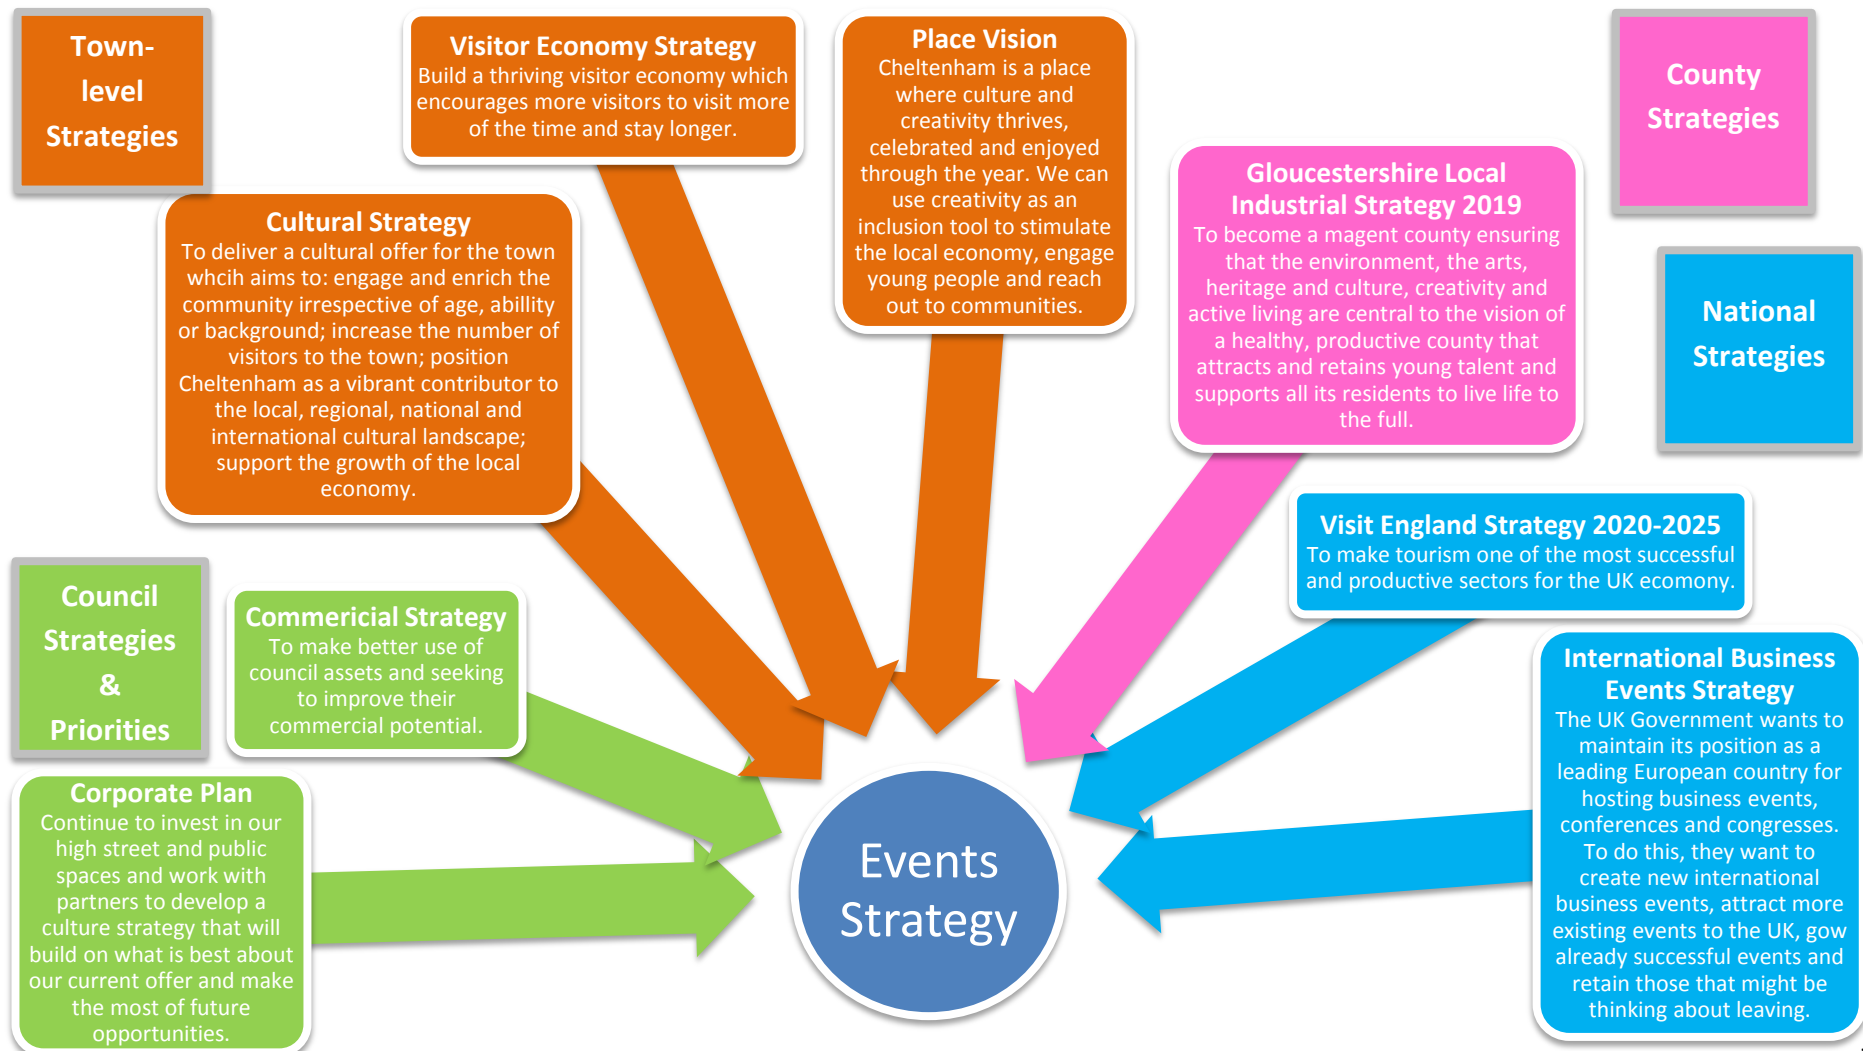 Town-
level
Strategies
Visitor Economy Strategy
Build a thriving visitor economy which
encourages more visitors to visit more
of the time and stay longer.
Place Vision
Cheltenham is a place
where culture and
creativity thrives,
celebrated and enjoyed
through the year. We can
use creativity as an
inclusion tool to stimulate
the local economy, engage
young people and reach
out to communities.
County
Strategies
Cultural Strategy
To deliver a cultural offer for the town
whcih aims to: engage and enrich the
community irrespective of age, abillity
or background; increase the number of
visitors to the town; position
Cheltenham as a vibrant contributor to
the local, regional, national and
international cultural landscape;
support the growth of the local
economy.
Gloucestershire Local
Industrial Strategy 2019
To become a magent county ensuring
that the environment, the arts,
heritage and culture, creativity and
active living are central to the vision of
a healthy, productive county that
attracts and retains young talent and
supports all its residents to live life to
the full.
National
Strategies
Visit England Strategy 2020-2025
To make tourism one of the most successful
and productive sectors for the UK ecomony.
Council
Strategies
&
Priorities
Commericial Strategy
To make better use of
council assets and seeking
to improve their
commercial potential.
International Business
Events Strategy
The UK Government wants to
maintain its position as a
leading European country for
hosting business events,
conferences and congresses.
To do this, they want to
create new international
business events, attract more
existing events to the UK, gow
already successful events and
retain those that might be
thinking about leaving.
Corporate Plan
Continue to invest in our
high street and public
spaces and work with
partners to develop a
culture strategy that will
build on what is best about
our current offer and make
the most of future
opportunities.
Events
Strategy